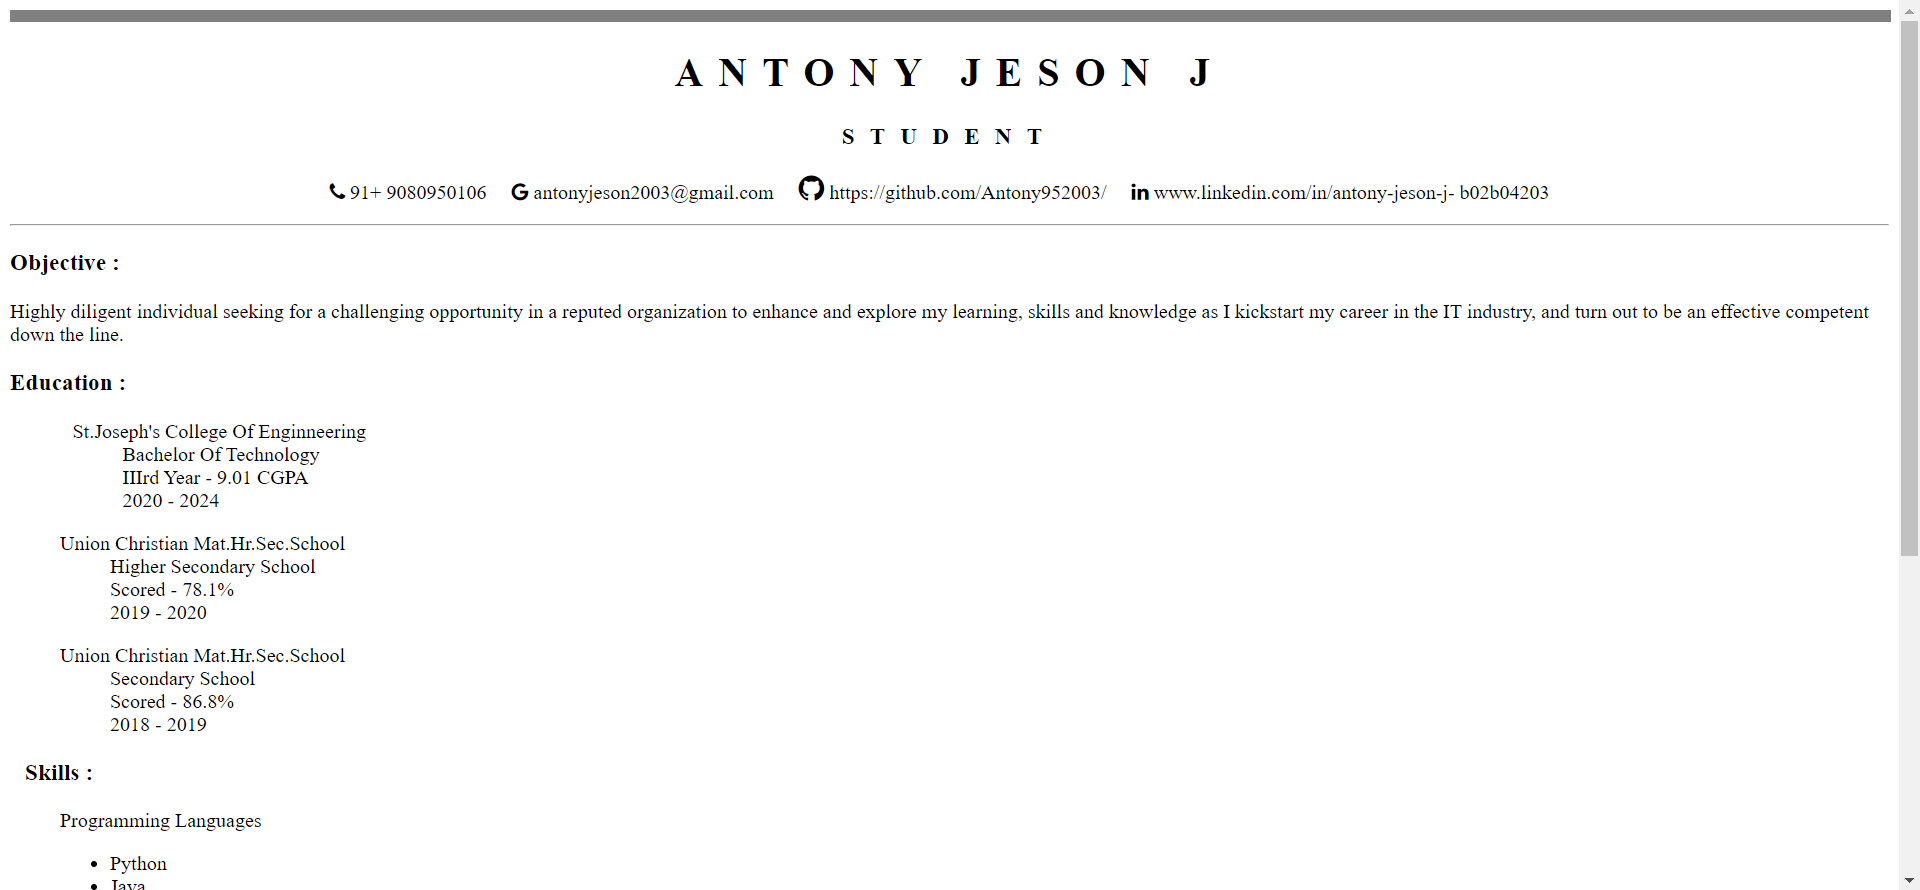 ANTONY JESON J
STUDENT
91+ 9080950106 antonyjeson2003@gmail.com https://github.com/Antony952003/ in www.linkedin.com/in/antony-jeson-j- b02b04203
Objective :
Highly diligent individual seeking for a challenging opportunity in a reputed organization to enhance and explore my learning, skills and knowledge as I kickstart my career in the IT industry, and turn out to be an effective competent
down the line.
Education :
St.Joseph's College Of Enginneering
Bachelor Of Technology
IIIrd Year - 9.01 CGPA
2020 - 2024
Union Christian Mat.Hr.Sec.School
Higher Secondary School
Scored - 78.1%
2019 - 2020
Union Christian Mat.Hr.Sec.School
Secondary School
Scored - 86.8%
2018 - 2019
Skills :
Programming Languages
• Python
• Java